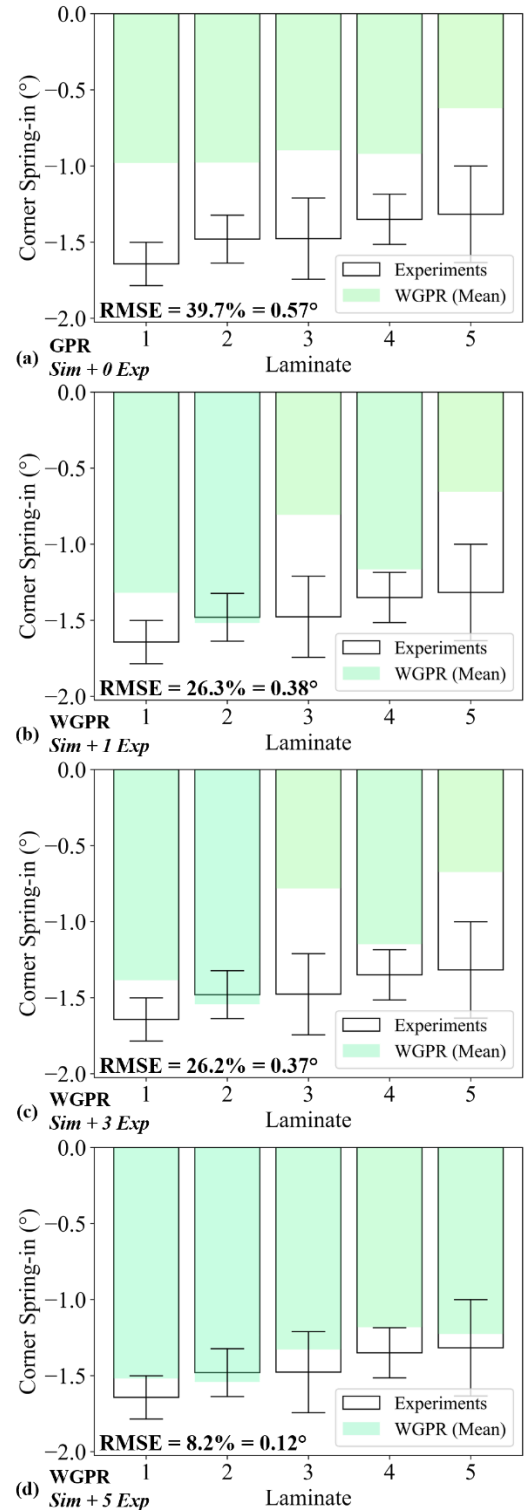 0.0
−0.5
−1.0
−1.5
−2.0
Corner Spring-in (°)
Experiments
WGPR (Mean)
RMSE = 39.7% = 0.57°
1 2 3 4 5
Laminate
(a) GPR
Sim + 0 Exp
0.0
−0.5
−1.0
−1.5
−2.0
Corner Spring-in (°)
Experiments
WGPR (Mean)
RMSE = 26.3% = 0.38°
1 2 3 4 5
Laminate
(b) WGPR
Sim + 1 Exp
0.0
−0.5
−1.0
−1.5
−2.0
Corner Spring-in (°)
Experiments
WGPR (Mean)
RMSE = 26.2% = 0.37°
1 2 3 4 5
Laminate
(c) WGPR
Sim + 3 Exp
0.0
−0.5
−1.0
−1.5
−2.0
Corner Spring-in (°)
Experiments
WGPR (Mean)
RMSE = 8.2% = 0.12°
1 2 3 4 5
Laminate
(d) WGPR
Sim + 5 Exp